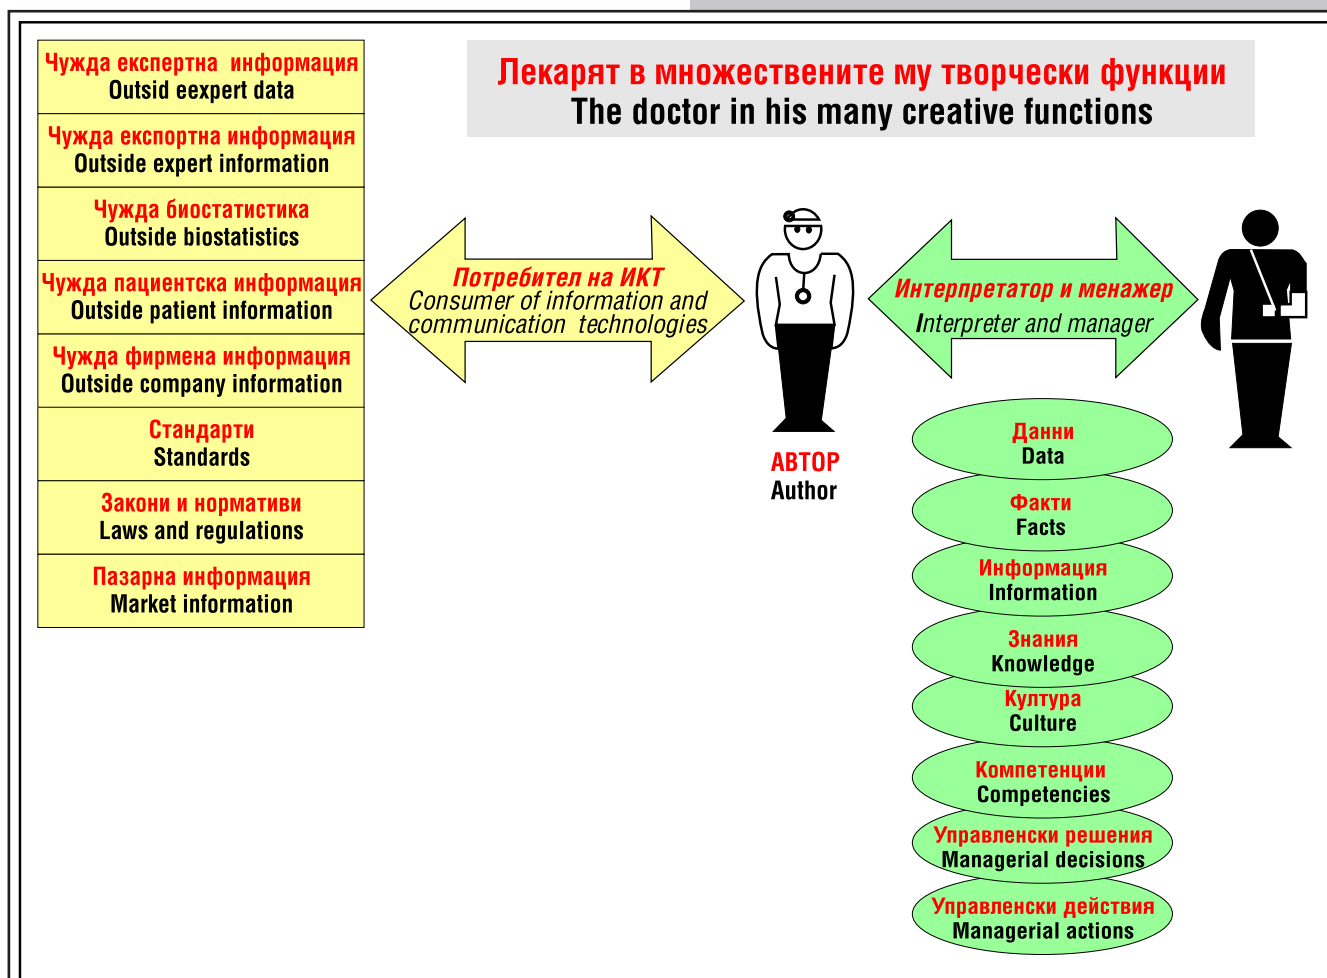 Чужда експертна информация
Outsid eexpert data
Чужда експортна информация
Outside expert information
Чужда биостатистика
Outside biostatistics
Чужда пациентска информация
Outside patient information
Чужда фирмена информация
Outside company information
Стандарти
Standards
Закони и нормативи
Laws and regulations
Пазарна информация
Market information
Лекарят в множествените му творчески функции
The doctor in his many creative functions
Потребител на ИКТ
Consumer of information and
communication technologies
АВТОР
Author
Интерпретатор и менажер
Interpreter and manager
Данни
Data
Факти
Facts
Информация
Information
Знания
Knowledge
Култура
Culture
Компетенции
Competencies
Управленски решения
Managerial decisions
Управленски действия
Managerial actions